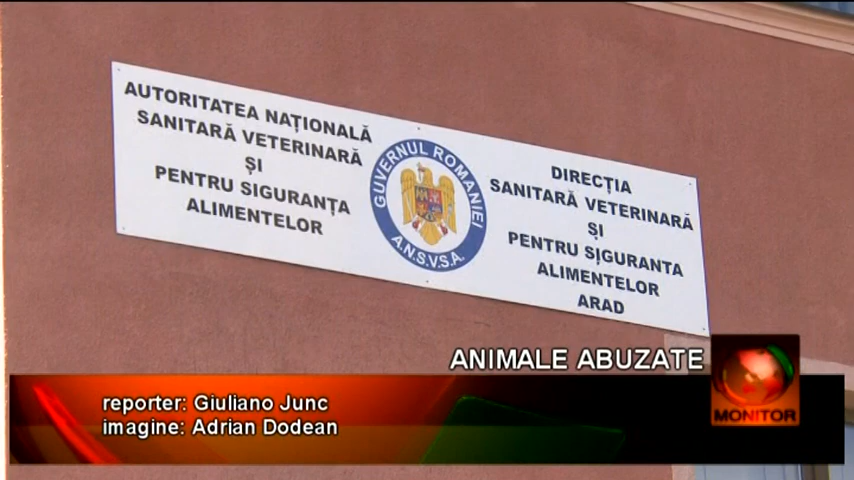 AUTORITATEA NAȚIONALĂ
SANITARĂ VETERINARĂ
ȘI
PENTRU SIGURANȚA
ALIMENTELOR
GUVERNUL ROMANIEI
A.N.S.V.S.A.
DIRECȚIA
SANITARĂ VETERINARĂ
ȘI
PENTRU SIGURANTA
ALIMENTELOR
ARAD
ANIMALE ABUZATE
reporter: Giuliano Junc
imagine: Adrian Dodean
MONITOR